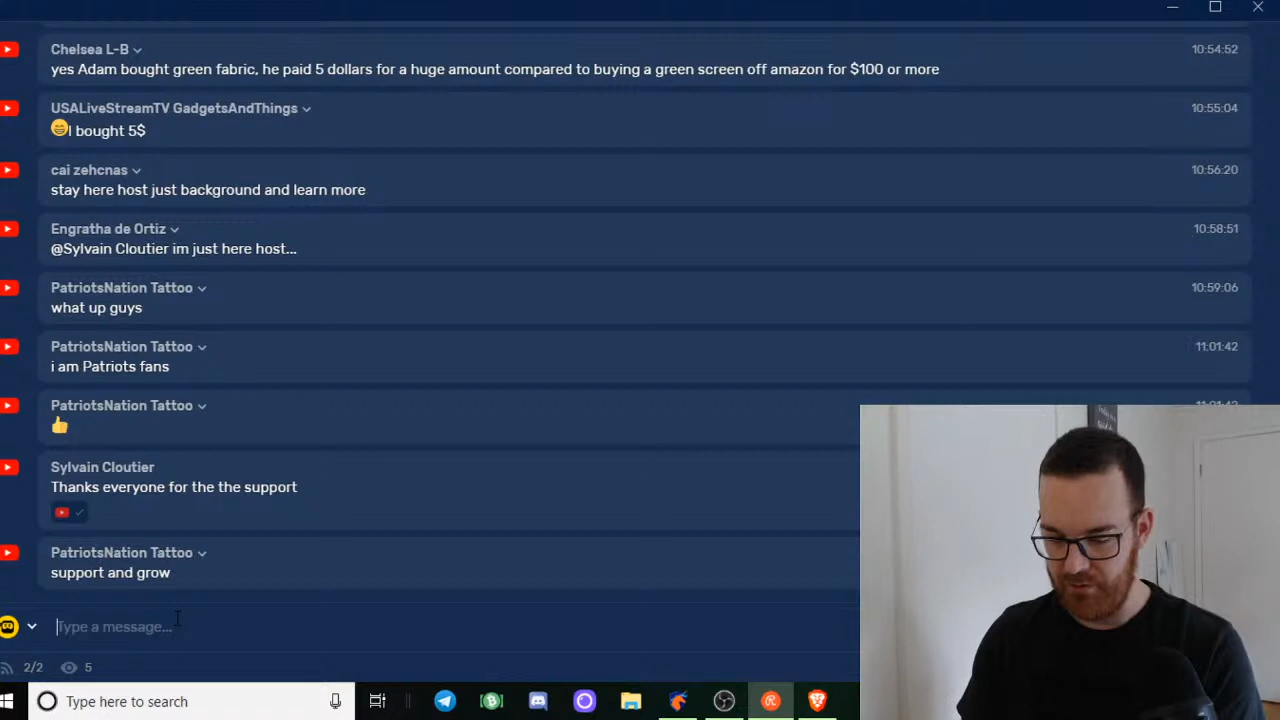 Chelsea L-B
10:54:52
yes Adam bought green fabric, he paid 5 dollars for a huge amount compared to buying a green screen off amazon for $100 or more
USALiveStreamTV GadgetsAndThings
10:55:04
😄I bought 5$
cai zehcnas
10:56:20
stay here host just background and learn more
Engratha de Ortiz
10:58:51
@Sylvain Cloutier im just here host...
PatriotsNation Tattoo
10:59:06
what up guys
PatriotsNation Tattoo
11:01:42
i am Patriots fans
PatriotsNation Tattoo
👍
Sylvain Cloutier
Thanks everyone for the the support
PatriotsNation Tattoo
support and grow
Type a message...
2/2
5
Type here to search